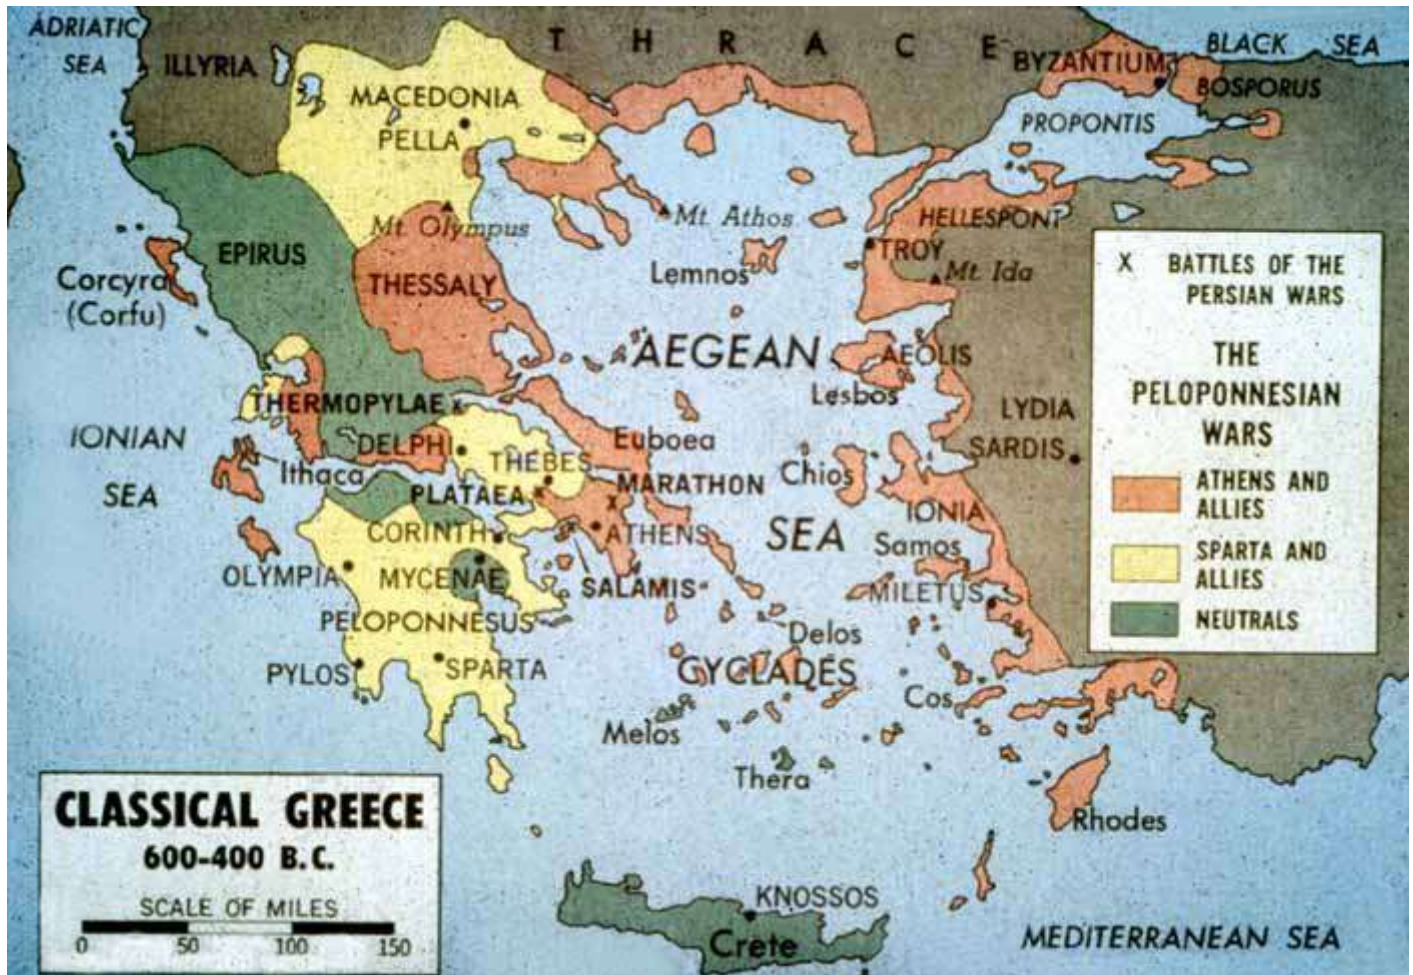 ADRIATIC
SEA
ILLYRIA
THRACE
BLACK SEA
BYZANTIUM
BOSPORUS
MACEDONIA
PELLA
PROPONTIS
Mt. Olympus
Mt. Athos
HELLESPONT
EPIRUS
TROY
Mt. Ida
Corcyra
(Corfu)
THESSALY
Lemnos
X BATTLES OF THE
PERSIAN WARS
AEGEAN
AEOLIS
THE
PELOPONNESIAN
WARS
THERMOPYLAE X
Lesbos
LYDIA
SARDIS
IONIAN
SEA
DELPHI
Euboea
Ithaca
THEBES
Chios
PLATAEA X
MARATHON
X
ATHENS AND
ALLIES
CORINTH
X
ATHENS
SEA
IONIA
Samos
SPARTA AND
ALLIES
OLYMPIA
MYCENAE
SALAMIS
MILETUS
NEUTRALS
PELOPONNESUS
Delos
PYLOS
SPARTA
CYCLADES
Cos
Melos
Thera
CLASSICAL GREECE
600-400 B.C.
SCALE OF MILES
0 50 100 150
Rhodes
KNOSSOS
Crete
MEDITERRANEAN SEA